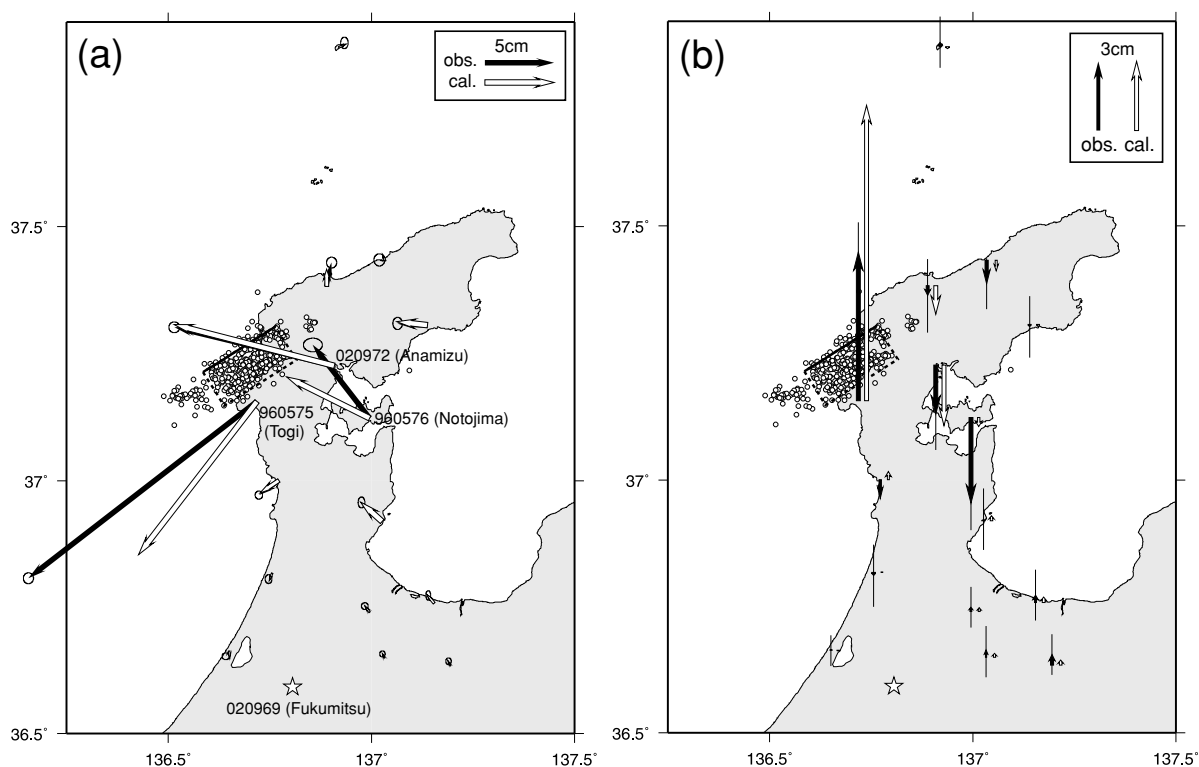 (a)
5cm
obs.
cal.
37.5°
020972 (Anamizu)
960575
(Togi)
960576 (Notojima)
37°
020969 (Fukumitsu)
36.5°
136.5°
137°
137.5°
(b)
3cm
obs. cal.
37.5°
37°
36.5°
136.5°
137°
137.5°